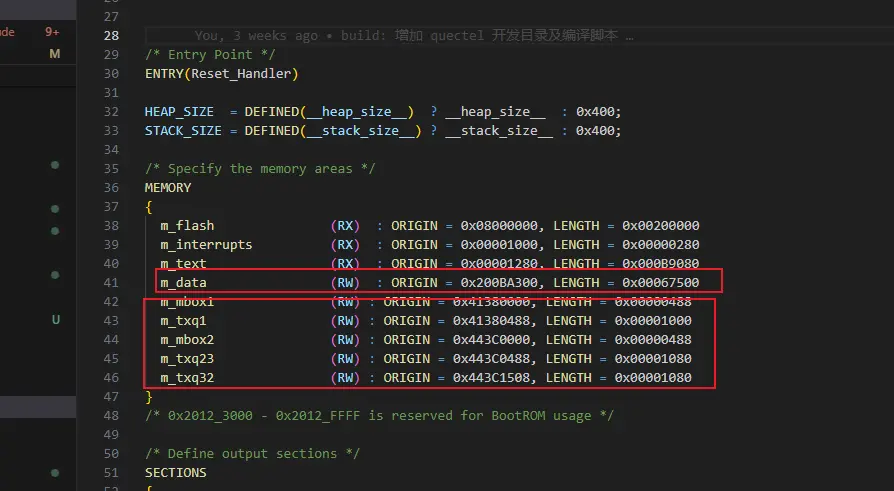 ude 9+
M
U
27
28 You, 3 weeks ago • build: 增加 quectel 开发目录及编译脚本 …
29 /* Entry Point */
30 ENTRY(Reset_Handler)
31
32 HEAP_SIZE  = DEFINED(__heap_size__)  ? __heap_size__  : 0x400;
33 STACK_SIZE = DEFINED(__stack_size__) ? __stack_size__ : 0x400;
34
35 /* Specify the memory areas */
36 MEMORY
37 {
38 m_flash (RX)  : ORIGIN = 0x08000000, LENGTH = 0x00200000
39 m_interrupts (RX)  : ORIGIN = 0x00001000, LENGTH = 0x00000280
40 m_text (RX)  : ORIGIN = 0x00001280, LENGTH = 0x000B9080
41 m_data (RW)  : ORIGIN = 0x200BA300, LENGTH = 0x00067500
42 m_mbox1 (RW) : ORIGIN = 0x41380000, LENGTH = 0x00000488
43 m_txq1 (RW) : ORIGIN = 0x41380488, LENGTH = 0x00001000
44 m_mbox2 (RW) : ORIGIN = 0x443C0000, LENGTH = 0x00000488
45 m_txq23 (RW) : ORIGIN = 0x443C0488, LENGTH = 0x00001080
46 m_txq32 (RW) : ORIGIN = 0x443C1508, LENGTH = 0x00001080
47 }
48 /* 0x2012_3000 - 0x2012_FFFF is reserved for BootROM usage */
49
50 /* Define output sections */
51 SECTIONS